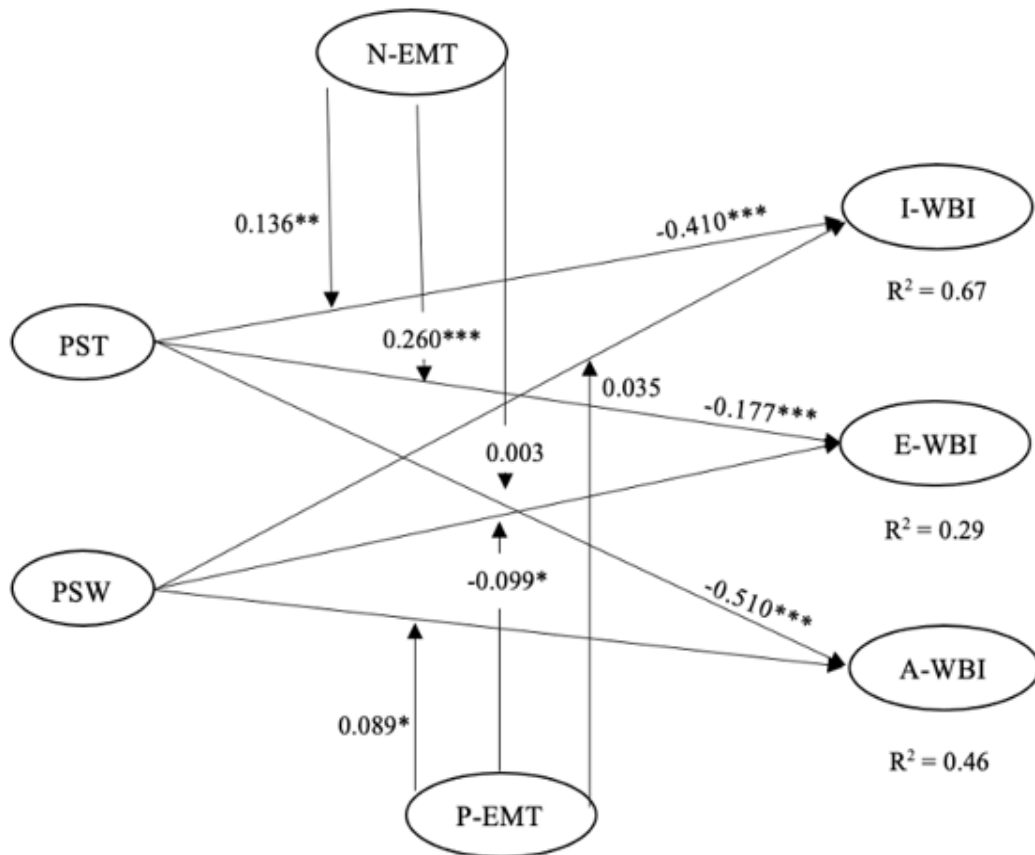 N-EMT
I-WBI
-0.410***
0.136**
R² = 0.67
PST
0.260***
0.035
-0.177***
E-WBI
0.003
R² = 0.29
PSW
-0.099*
-0.510***
A-WBI
0.089*
R² = 0.46
P-EMT